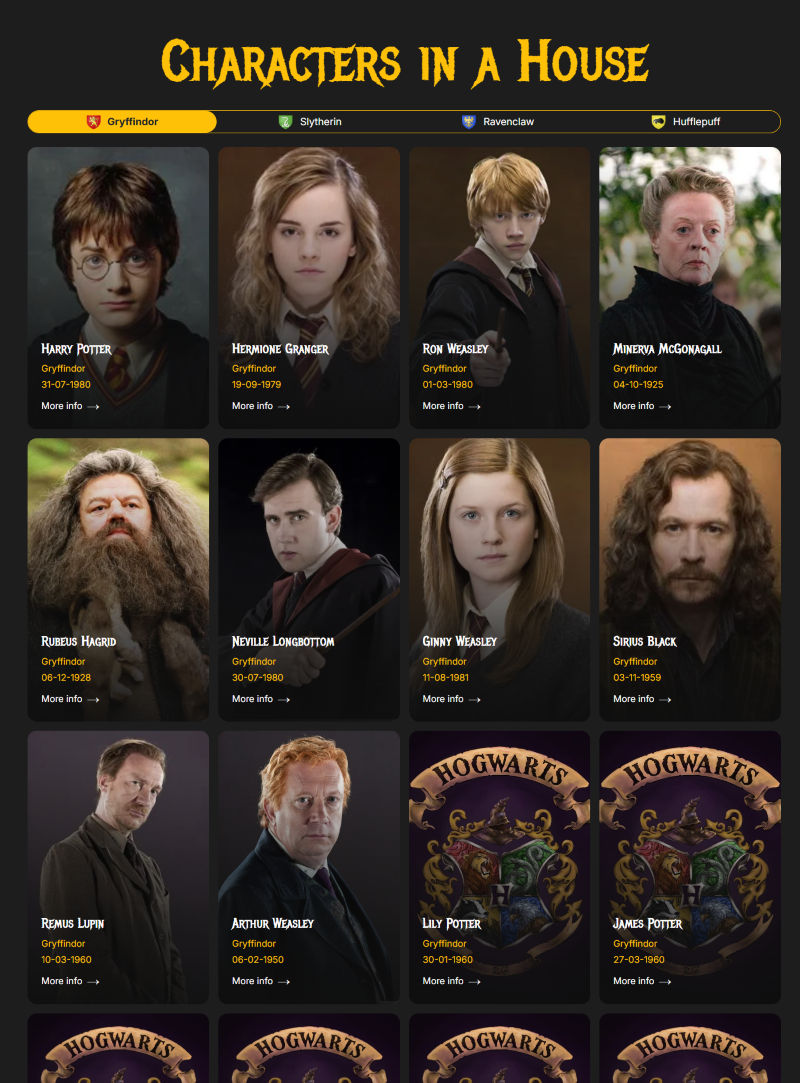 Characters in a House
Gryffindor
Slytherin
Ravenclaw
Hufflepuff
Harry Potter
Gryffindor
31-07-1980
More info →
Hermione Granger
Gryffindor
19-09-1979
More info →
Ron Weasley
Gryffindor
01-03-1980
More info →
Minerva McGonagall
Gryffindor
04-10-1925
More info →
Rubeus Hagrid
Gryffindor
06-12-1928
More info →
Neville Longbottom
Gryffindor
30-07-1980
More info →
Ginny Weasley
Gryffindor
11-08-1981
More info →
Sirius Black
Gryffindor
03-11-1959
More info →
Remus Lupin
Gryffindor
10-03-1960
More info →
Arthur Weasley
Gryffindor
06-02-1950
More info →
HOGWARTS
H
Lily Potter
Gryffindor
30-01-1960
More info →
HOGWARTS
H
James Potter
Gryffindor
27-03-1960
More info →
HOGWARTS
HOGWARTS
HOGWARTS
HOGWARTS